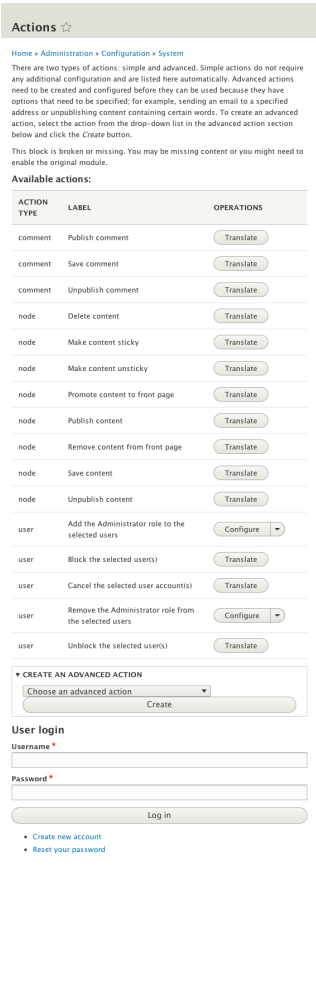 Actions
Home » Administration » Configuration » System
There are two types of actions: simple and advanced. Simple actions do not require
any additional configuration and are listed here automatically. Advanced actions
need to be created and configured before they can be used because they have
options that need to be specified; for example, sending an email to a specified
address or unpublishing content containing certain words. To create an advanced
action, select the action from the drop-down list in the advanced action section
below and click the Create button.
This block is broken or missing. You may be missing content or you might need to
enable the original module.
Available actions:
ACTION TYPE LABEL OPERATIONS
comment Publish comment Translate
comment Save comment Translate
comment Unpublish comment Translate
node Delete content Translate
node Make content sticky Translate
node Make content unsticky Translate
node Promote content to front page Translate
node Publish content Translate
node Remove content from front page Translate
node Save content Translate
node Unpublish content Translate
user Add the Administrator role to the selected users Configure
user Block the selected user(s) Translate
user Cancel the selected user account(s) Translate
user Remove the Administrator role from the selected users Configure
user Unblock the selected user(s) Translate
CREATE AN ADVANCED ACTION
Choose an advanced action
Create
User login
Username *
Password *
Log in
Create new account
Reset your password